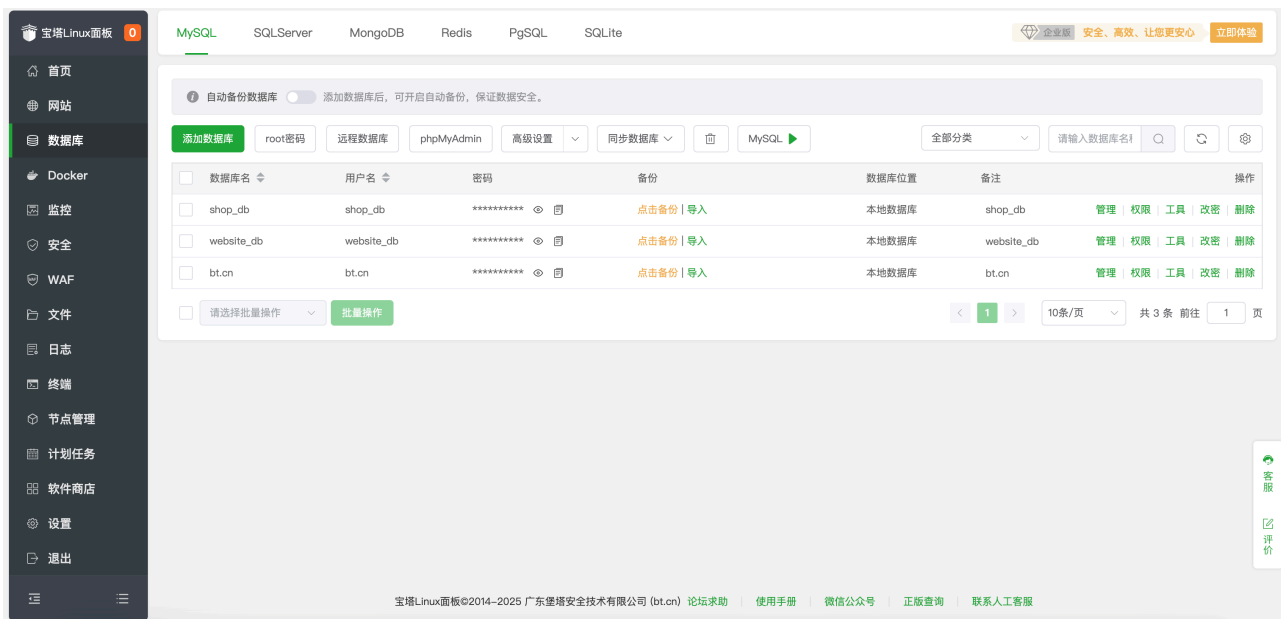 宝塔Linux面板 0
首页
网站
数据库
Docker
监控
安全
WAF
文件
日志
终端
节点管理
计划任务
软件商店
设置
退出
MySQL SQLServer MongoDB Redis PgSQL SQLite
企业版 安全、高效、让您更安心 立即体验
自动备份数据库 添加数据库后，可开启自动备份，保证数据安全。
添加数据库 root密码 远程数据库 phpMyAdmin 高级设置 同步数据库 MySQL 全部分类 请输入数据库名称
数据库名 用户名 密码 备份 数据库位置 备注 操作
shop_db shop_db ********** 点击备份 | 导入 本地数据库 shop_db 管理 | 权限 | 工具 | 改密 | 删除
website_db website_db ********** 点击备份 | 导入 本地数据库 website_db 管理 | 权限 | 工具 | 改密 | 删除
bt.cn bt.cn ********** 点击备份 | 导入 本地数据库 bt.cn 管理 | 权限 | 工具 | 改密 | 删除
请选择批量操作 批量操作 < 1 > 10条/页 共 3 条 前往 1 页
客服
评价
宝塔Linux面板©2014-2025 广东堡塔安全技术有限公司 (bt.cn) 论坛求助 | 使用手册 | 微信公众号 | 正版查询 | 联系人工客服